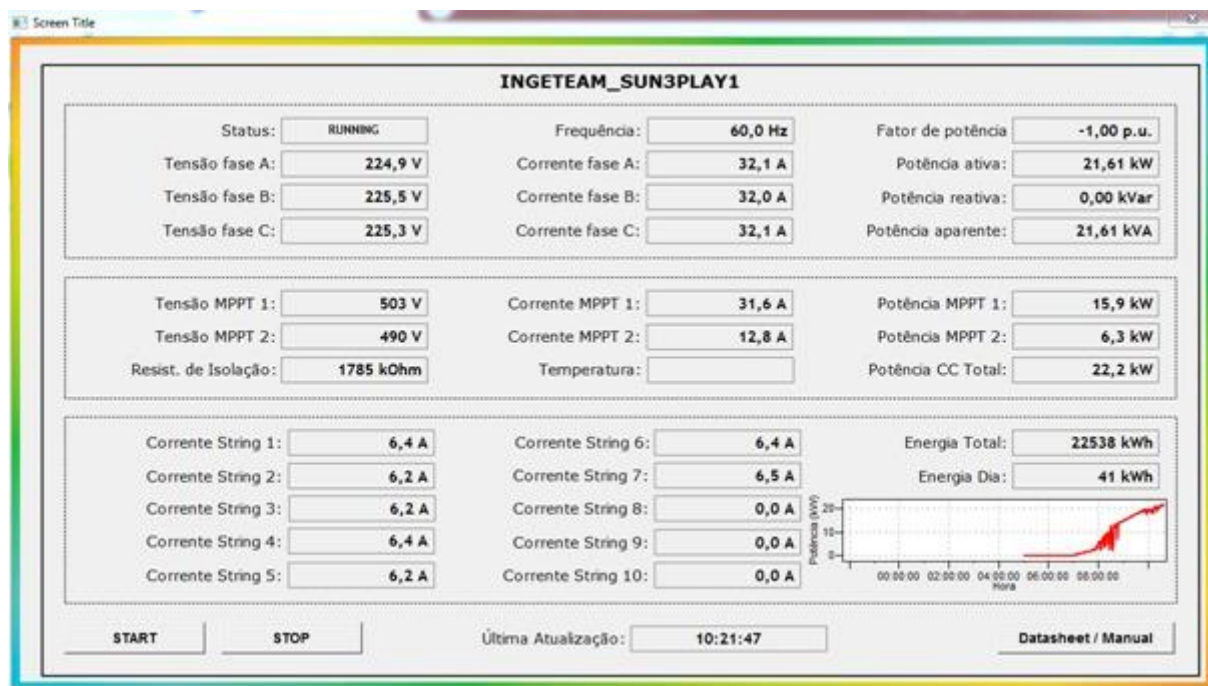 Screen Title
INGETEAM_SUN3PLAY1
Status: RUNNING Frequência: 60,0 Hz Fator de potência -1,00 p.u.
Tensão fase A: 224,9 V Corrente fase A: 32,1 A Potência ativa: 21,61 kW
Tensão fase B: 225,5 V Corrente fase B: 32,0 A Potência reativa: 0,00 kVar
Tensão fase C: 225,3 V Corrente fase C: 32,1 A Potência aparente: 21,61 kVA
Tensão MPPT 1: 503 V Corrente MPPT 1: 31,6 A Potência MPPT 1: 15,9 kW
Tensão MPPT 2: 490 V Corrente MPPT 2: 12,8 A Potência MPPT 2: 6,3 kW
Resist. de Isolação: 1785 kOhm Temperatura: Potência CC Total: 22,2 kW
Corrente String 1: 6,4 A Corrente String 6: 6,4 A Energia Total: 22538 kWh
Corrente String 2: 6,2 A Corrente String 7: 6,5 A Energia Dia: 41 kWh
Corrente String 3: 6,2 A Corrente String 8: 0,0 A
Corrente String 4: 6,4 A Corrente String 9: 0,0 A
Corrente String 5: 6,2 A Corrente String 10: 0,0 A
Potência (kW)
20
10
0
00:00:00 02:00:00 04:00:00 06:00:00 08:00:00
Hora
START STOP Última Atualização: 10:21:47 Datasheet / Manual